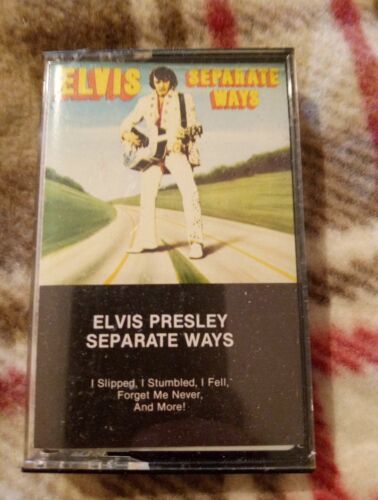 ELVIS SEPARATE
WAYS
ELVIS PRESLEY
SEPARATE WAYS
I Slipped, I Stumbled, I Fell,
Forget Me Never,
And More!